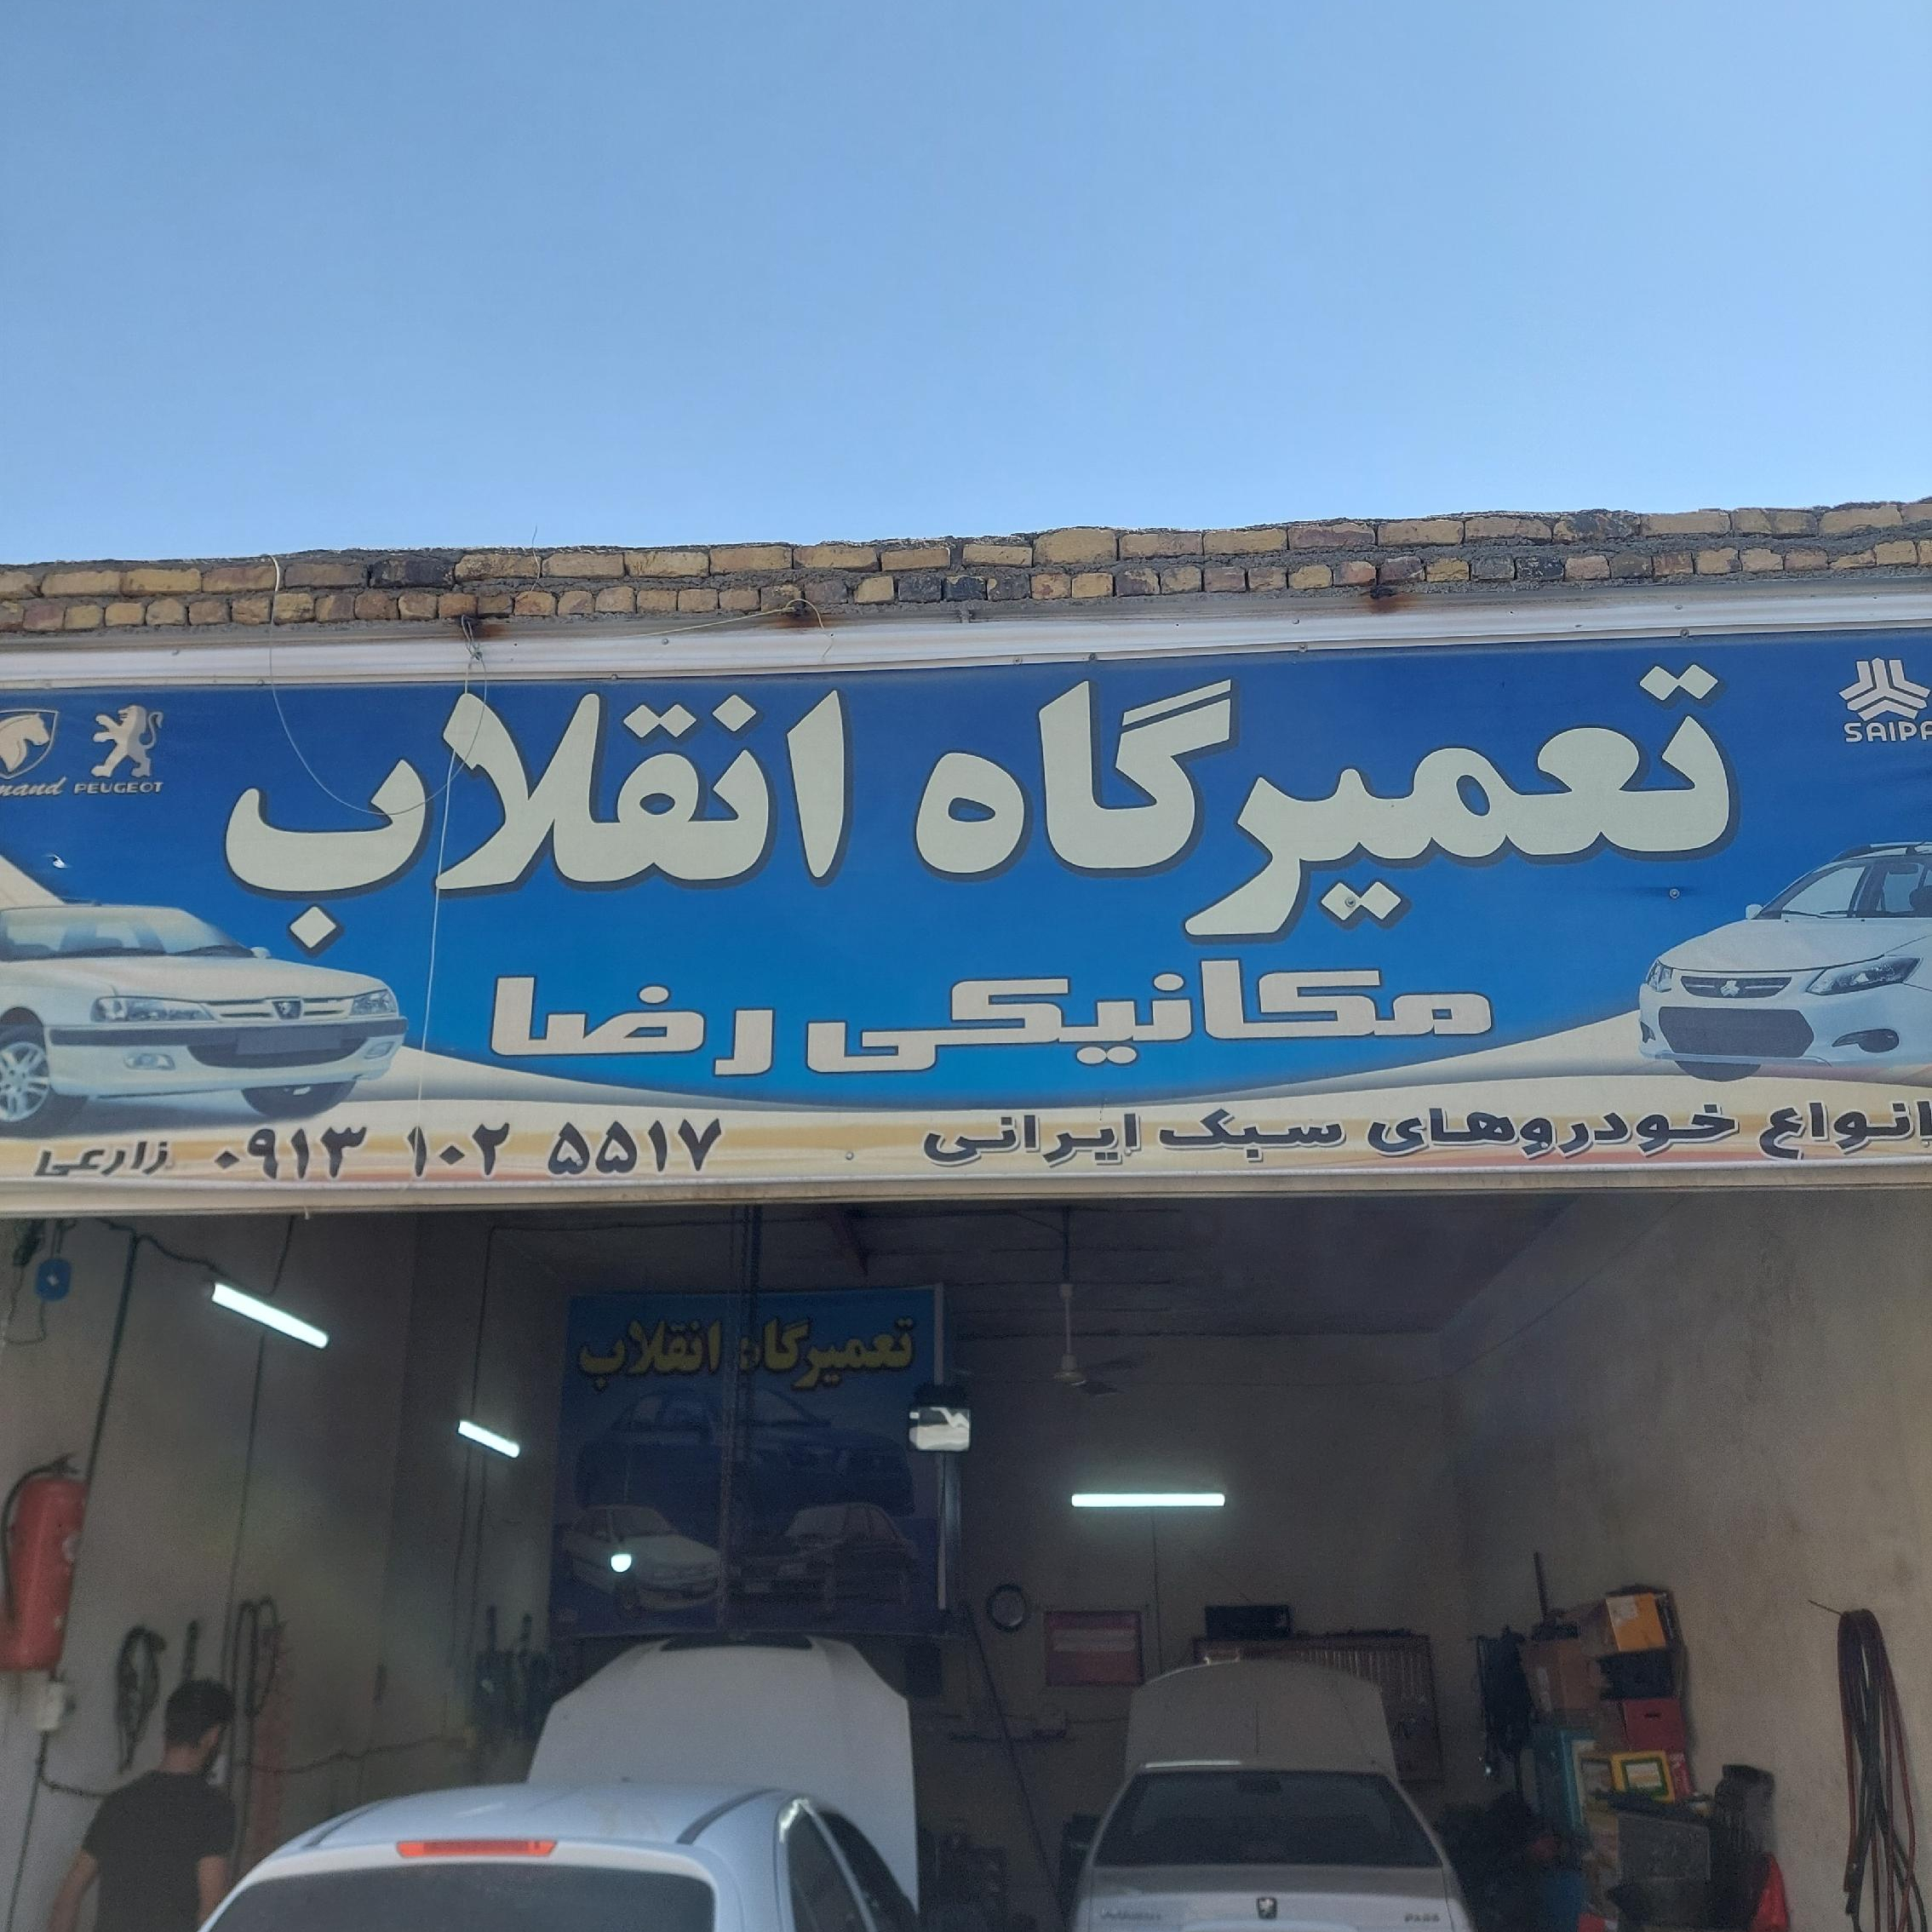 تعمیرگاه انقلاب
SAIPA
PEUGEOT
مکانیکی رضا
انواع خودروهای سبک ایرانی
۰۹۱۳ ۱۰۲ ۵۵۱۷ زارعی
تعمیرگاه انقلاب